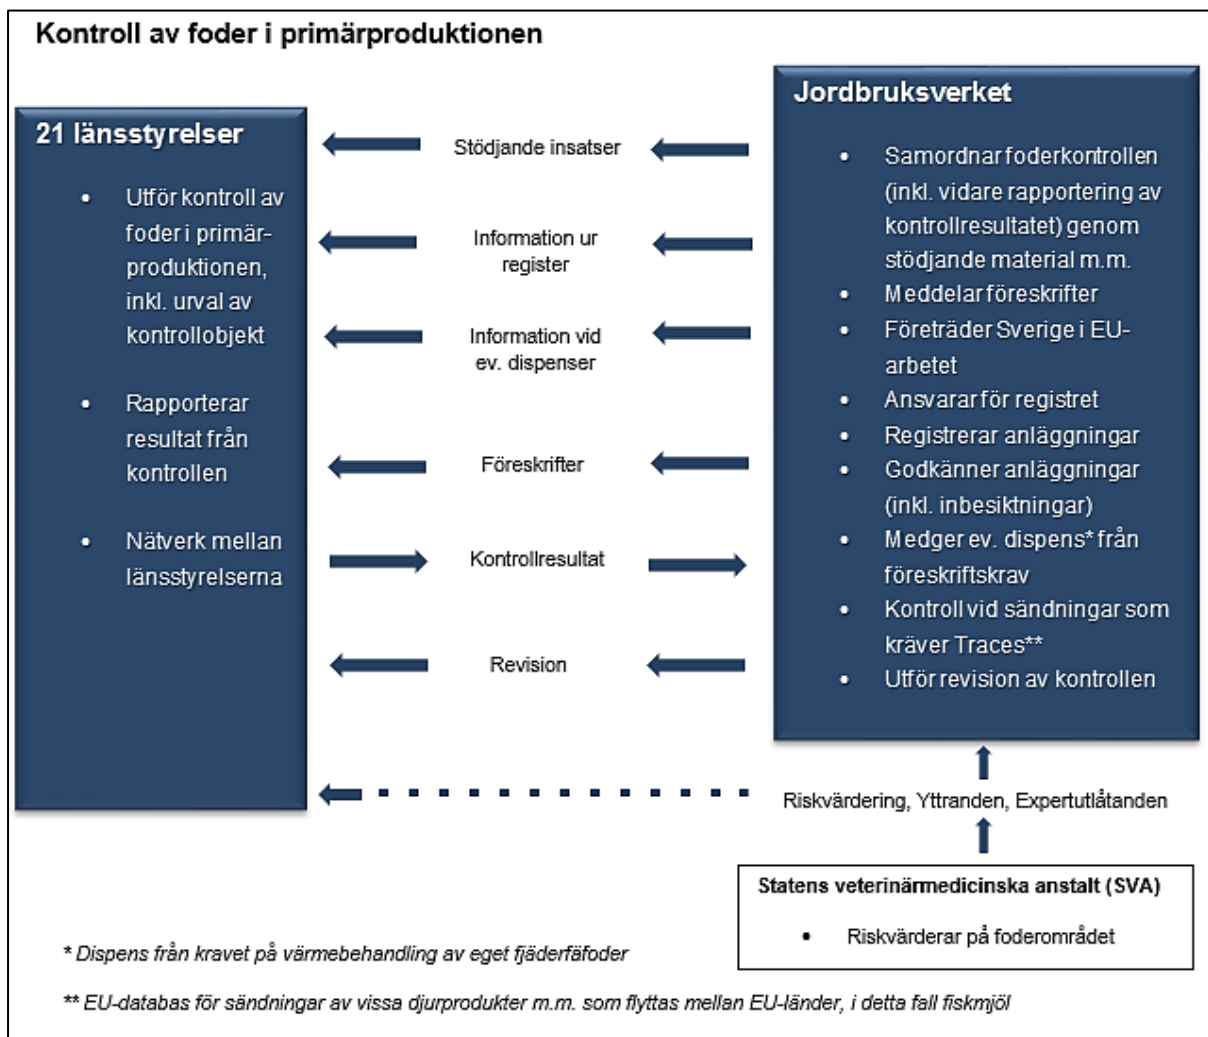 Kontroll av foder i primärproduktionen
21 länsstyrelser
• Utför kontroll av
foder i primär-
produktionen,
inkl. urval av
kontrollobjekt
• Rapporterar
resultat från
kontrollen
• Nätverk mellan
länsstyrelserna
Stödjande insatser
Information ur
register
Information vid
ev. dispenser
Föreskrifter
Kontrollresultat
Revision
Jordbruksverket
• Samordnar foderkontrollen
(inkl. vidare rapportering av
kontrollresultatet) genom
stödjande material m.m.
• Meddelar föreskrifter
• Företräder Sverige i EU-
arbetet
• Ansvarar för registret
• Registrerar anläggningar
• Godkänner anläggningar
(inkl. inbesiktningar)
• Medger ev. dispens* från
föreskriftskrav
• Kontroll vid sändningar som
kräver Traces**
• Utför revision av kontrollen
Riskvärdering, Yttranden, Expertutlåtanden
Statens veterinärmedicinska anstalt (SVA)
• Riskvärderar på foderområdet
* Dispens från kravet på värmebehandling av eget fjäderfäfoder
** EU-databas för sändningar av vissa djurprodukter m.m. som flyttas mellan EU-länder, i detta fall fiskmjöl